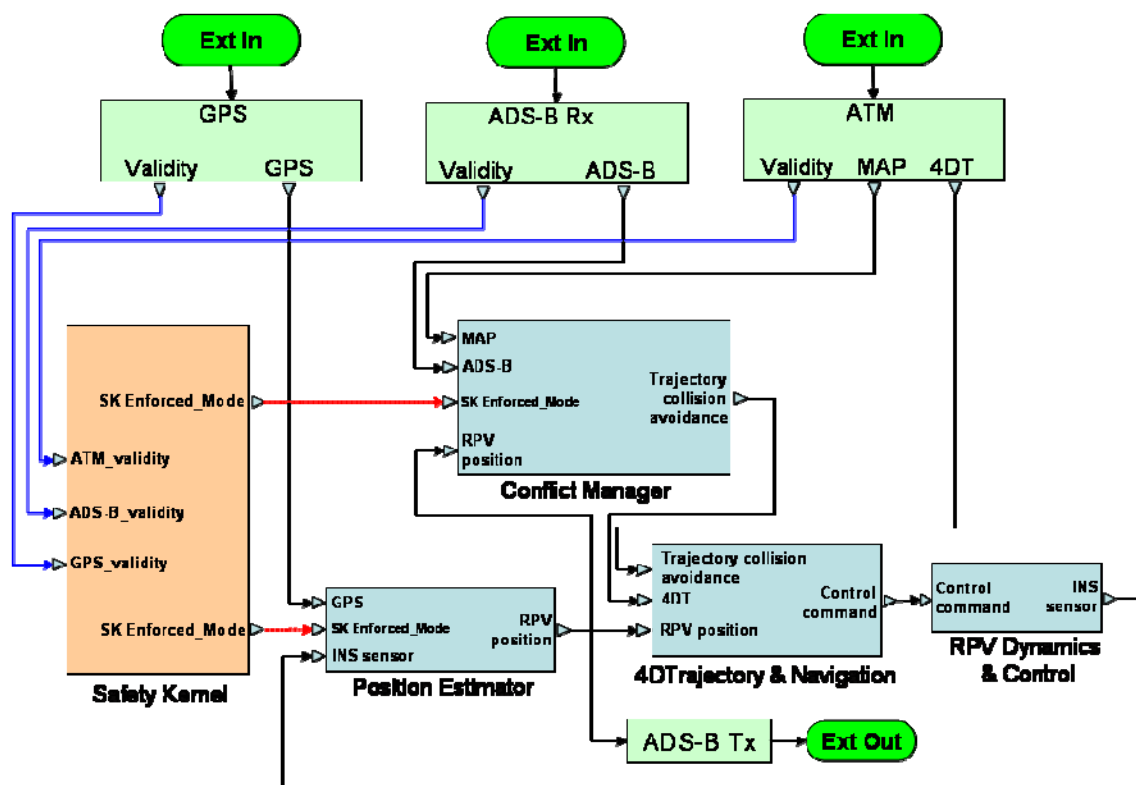 Ext In
Ext In
Ext In
GPS
Validity GPS
ADS-B Rx
Validity ADS-B
ATM
Validity MAP 4DT
SK Enforced_Mode
ATM_validity
ADS-B_validity
GPS_validity
SK Enforced_Mode
Safety Kernel
MAP
ADS-B
SK Enforced_Mode
RPV
position
Trajectory
collision
avoidance
Conflict Manager
GPS
SK Enforced_Mode
INS sensor
RPV
position
Position Estimator
Trajectory collision
avoidance
4DT
RPV position
Control
command
4DTrajectory & Navigation
Control
command
INS
sensor
RPV Dynamics
& Control
ADS-B Tx
Ext Out